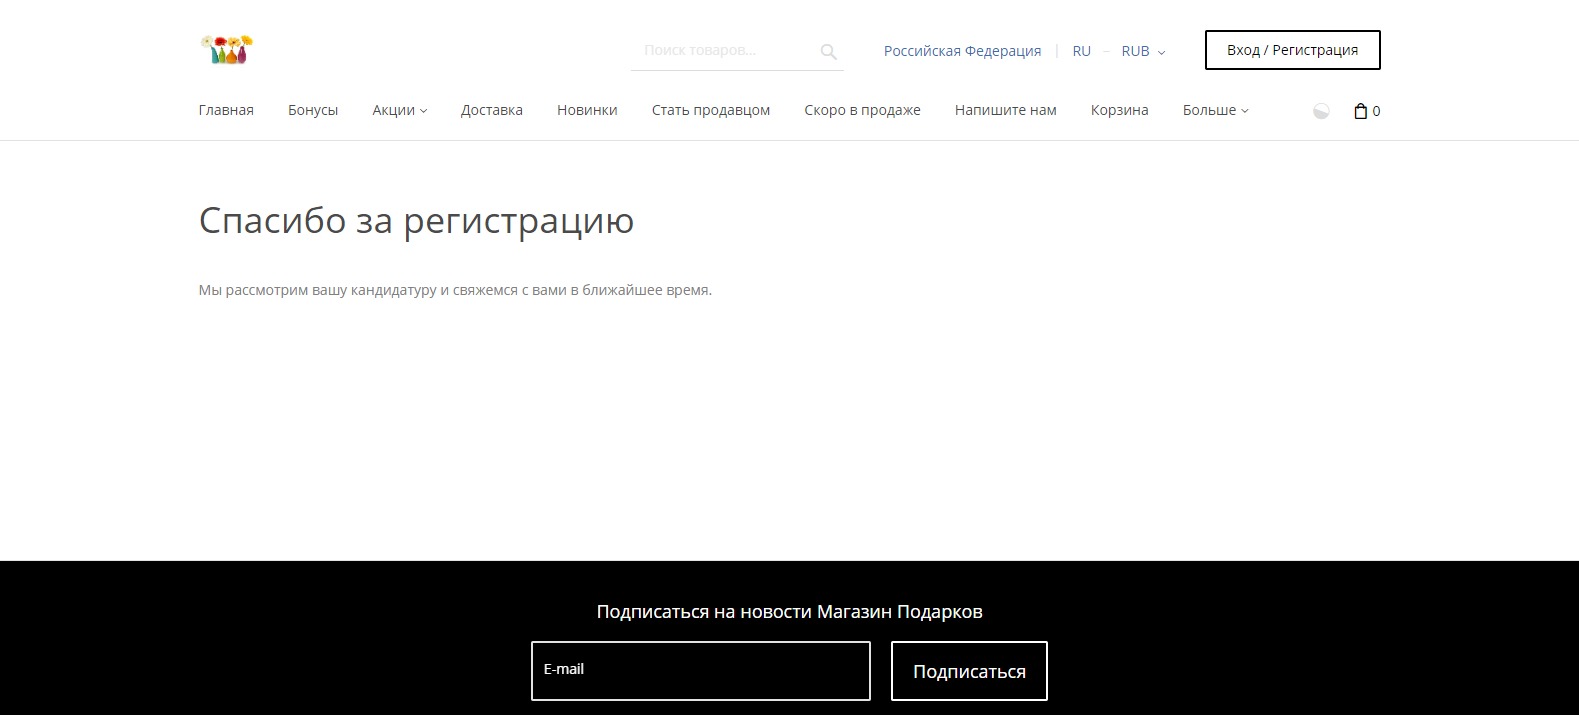 Поиск товаров...
Российская Федерация | RU – RUB
Вход / Регистрация
Главная Бонусы Акции Доставка Новинки Стать продавцом Скоро в продаже Напишите нам Корзина Больше 0
Спасибо за регистрацию
Мы рассмотрим вашу кандидатуру и свяжемся с вами в ближайшее время.
Подписаться на новости Магазин Подарков
E-mail
Подписаться